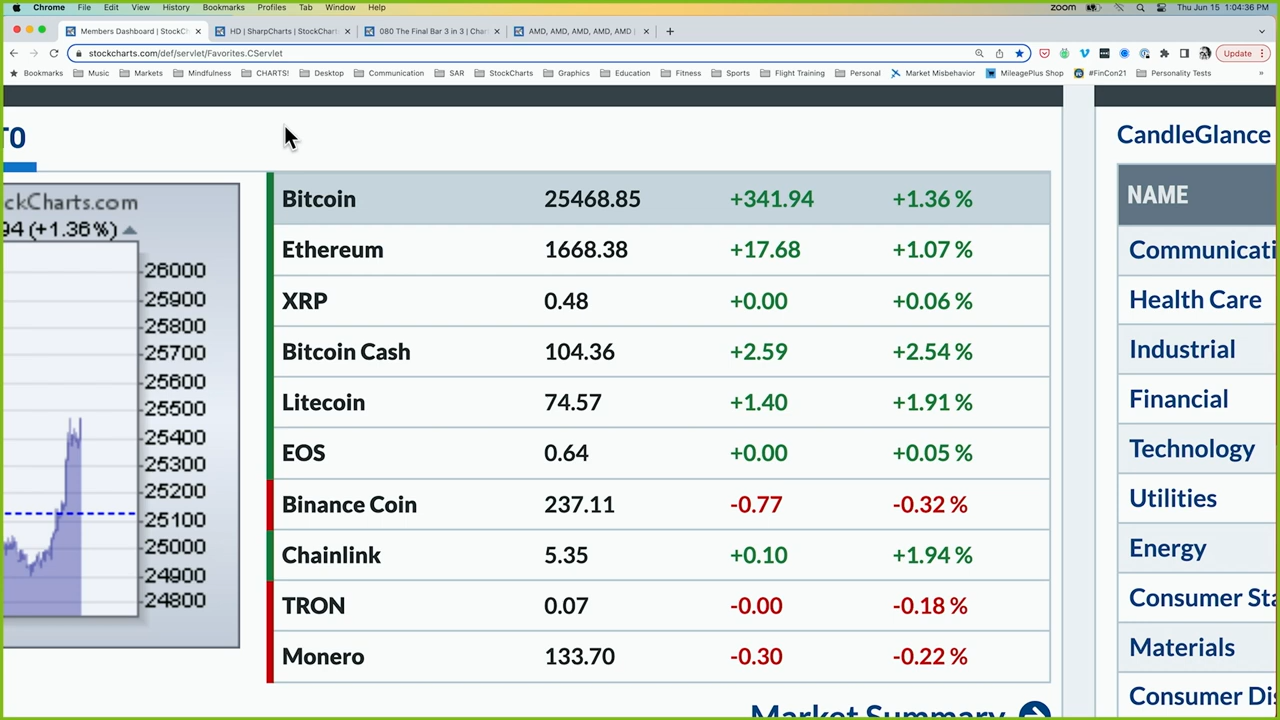 Chrome File Edit View History Bookmarks Profiles Tab Window Help zoom Thu Jun 15 1:04:36 PM
Members Dashboard | StockC HD | SharpCharts | StockChart 080 The Final Bar 3 in 3 | Char AMD, AMD, AMD, AMD, AMD |
stockcharts.com/def/servlet/Favorites.CServlet Update
Bookmarks Music Markets Mindfulness CHARTS! Desktop Communication SAR StockCharts Graphics Education Fitness Sports Flight Training Personal Market Misbehavior MileagePlus Shop #FinCon21 Personality Tests »
TO
ckCharts.com
94 (+1.36%)
26000
25900
25800
25700
25600
25500
25400
25300
25200
25100
25000
24900
24800
Bitcoin 25468.85 +341.94 +1.36 %
Ethereum 1668.38 +17.68 +1.07 %
XRP 0.48 +0.00 +0.06 %
Bitcoin Cash 104.36 +2.59 +2.54 %
Litecoin 74.57 +1.40 +1.91 %
EOS 0.64 +0.00 +0.05 %
Binance Coin 237.11 -0.77 -0.32 %
Chainlink 5.35 +0.10 +1.94 %
TRON 0.07 -0.00 -0.18 %
Monero 133.70 -0.30 -0.22 %
Market Summary
CandleGlance
NAME
Communicati
Health Care
Industrial
Financial
Technology
Utilities
Energy
Consumer Sta
Materials
Consumer Dis